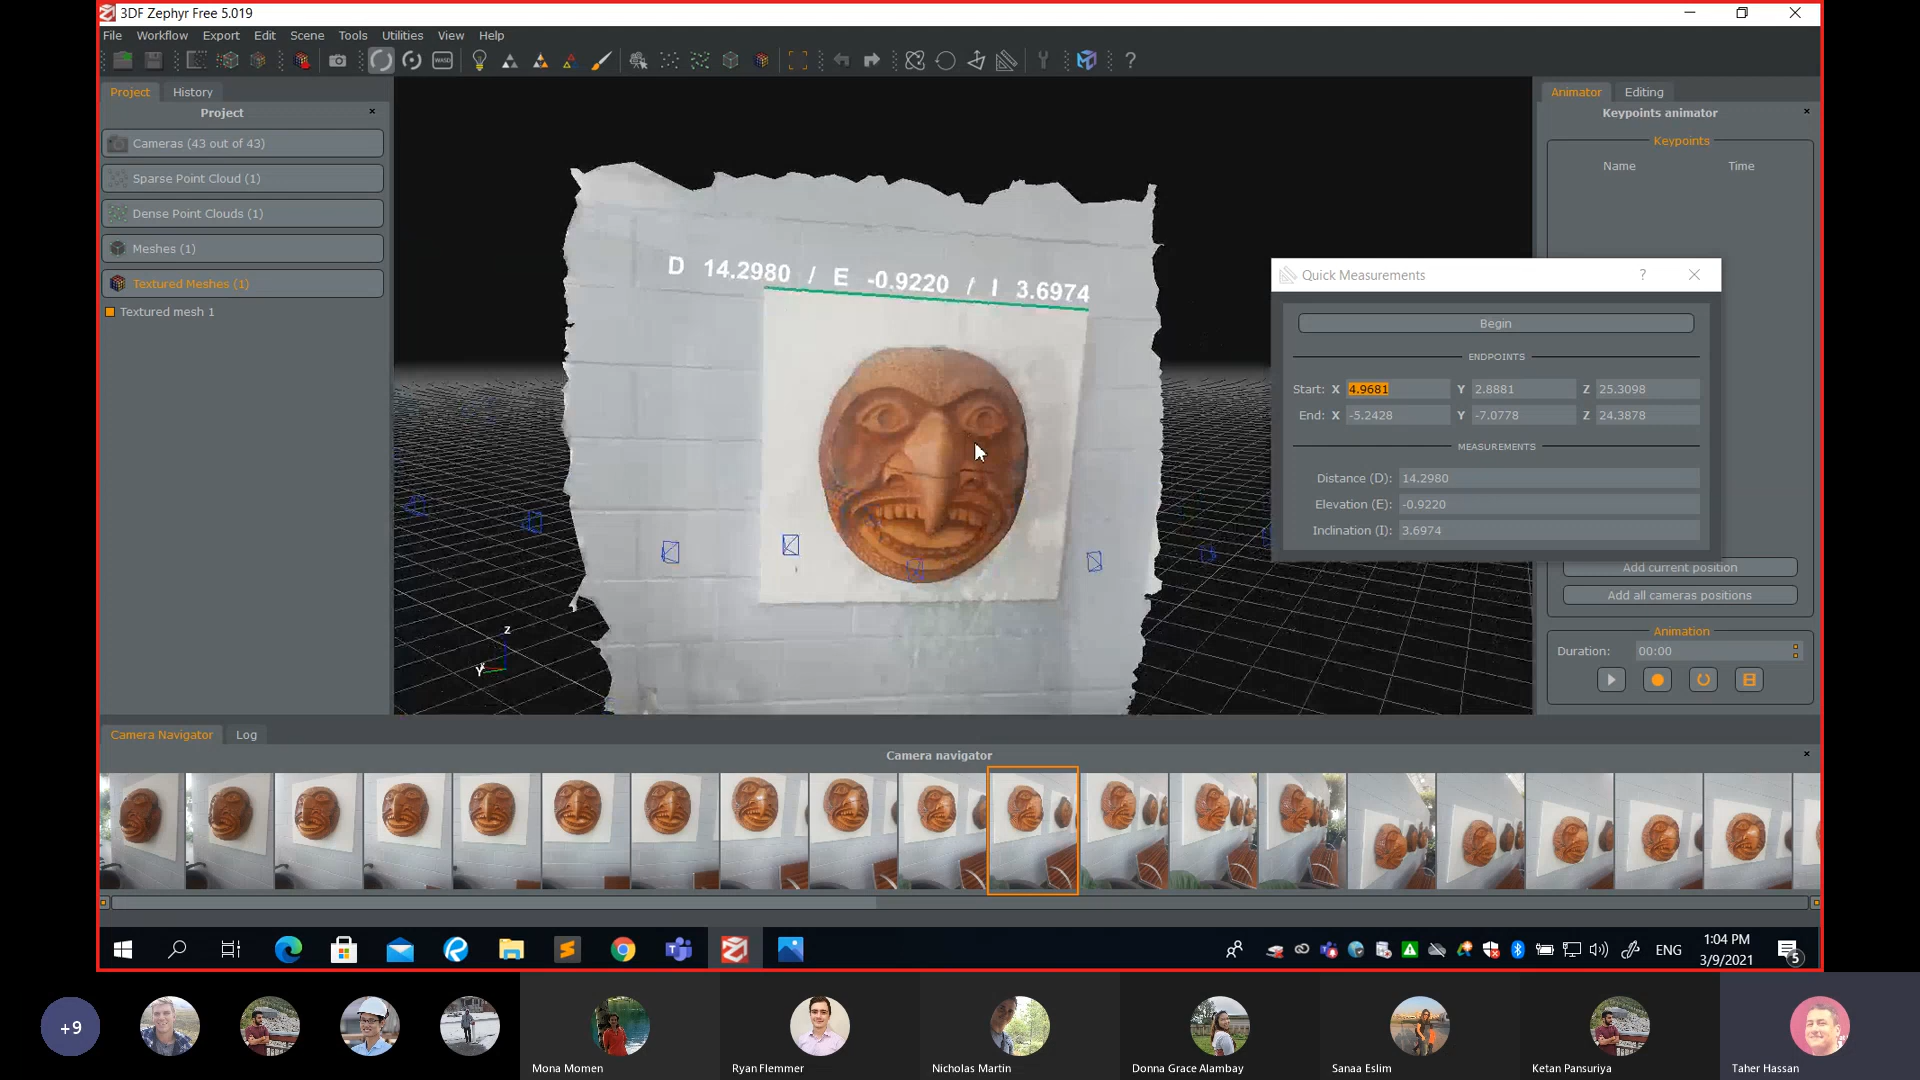 3DF Zephyr Free 5.019
File Workflow Export Edit Scene Tools Utilities View Help
WASD
?
Project History
Project
Cameras (43 out of 43)
Sparse Point Cloud (1)
Dense Point Clouds (1)
Meshes (1)
Textured Meshes (1)
Textured mesh 1
D 14.2980 / E -0.9220 / I 3.6974
Z
Y
Animator Editing
Keypoints animator
Keypoints
Name Time
Quick Measurements ?
Begin
ENDPOINTS
Start: X 4.9681 Y 2.8881 Z 25.3098
End: X -5.2428 Y -7.0778 Z 24.3878
MEASUREMENTS
Distance (D): 14.2980
Elevation (E): -0.9220
Inclination (I): 3.6974
Add current position
Add all cameras positions
Animation
Duration: 00:00
Camera Navigator Log
Camera navigator
ENG
1:04 PM
3/9/2021
5
+9
Mona Momen
Ryan Flemmer
Nicholas Martin
Donna Grace Alambay
Sanaa Eslim
Ketan Pansuriya
Taher Hassan